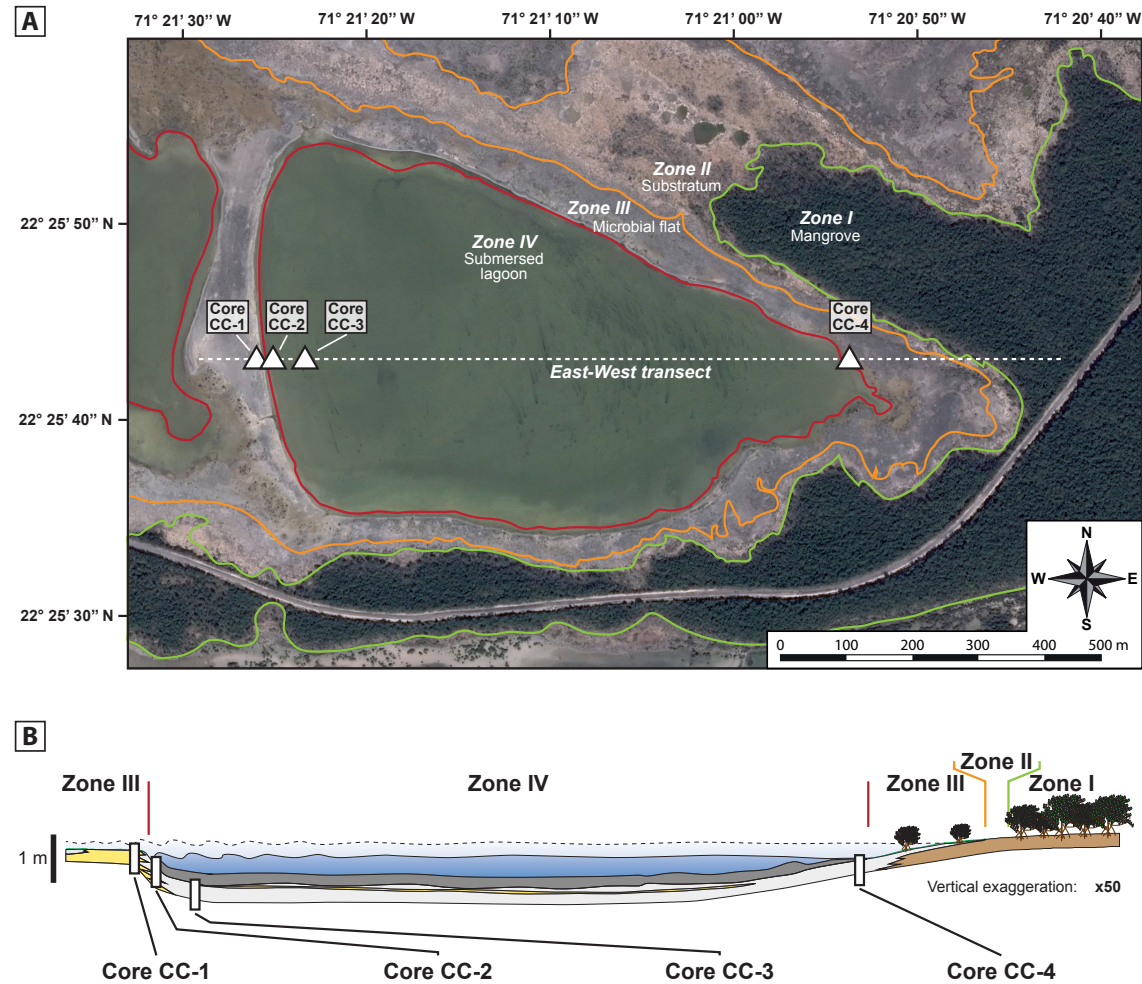 A
71° 21' 30’’ W
71° 21' 20’’ W
71° 21' 10’’ W
71° 21' 00’’ W
71° 20' 50’’ W
71° 20' 40’’ W
22° 25' 50’’ N
22° 25' 40’’ N
22° 25' 30’’ N
Zone II
Substratum
Zone III
Microbial flat
Zone I
Mangrove
Zone IV
Submersed
lagoon
Core
CC-1
Core
CC-2
Core
CC-3
Core
CC-4
East-West transect
N
W
E
S
0
100
200
300
400
500 m
B
Zone III
Zone IV
Zone III
Zone II
Zone I
1 m
Vertical exaggeration: x50
Core CC-1
Core CC-2
Core CC-3
Core CC-4